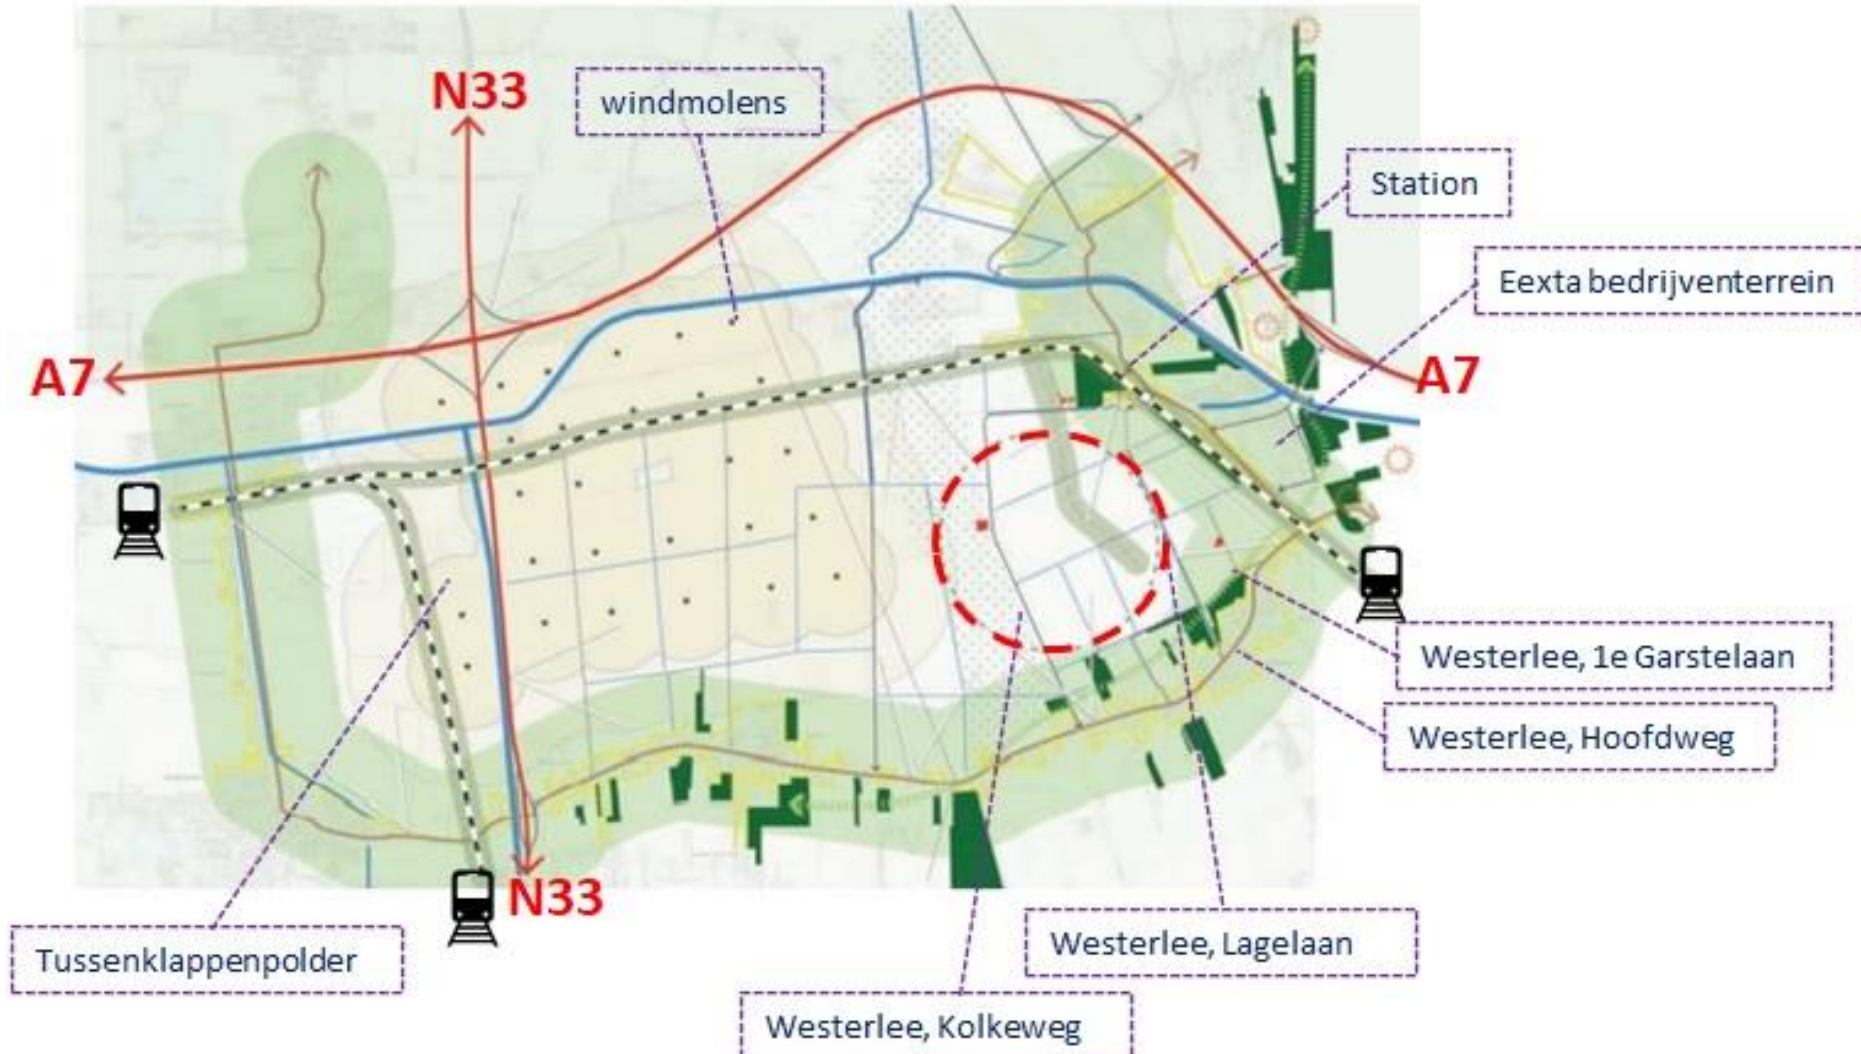 N33
windmolens
Station
Eexta bedrijventerrein
A7
A7
Westerlee, 1e Garstelaan
Westerlee, Hoofdweg
N33
Westerlee, Lagelaan
Tussenklappenpolder
Westerlee, Kolkeweg